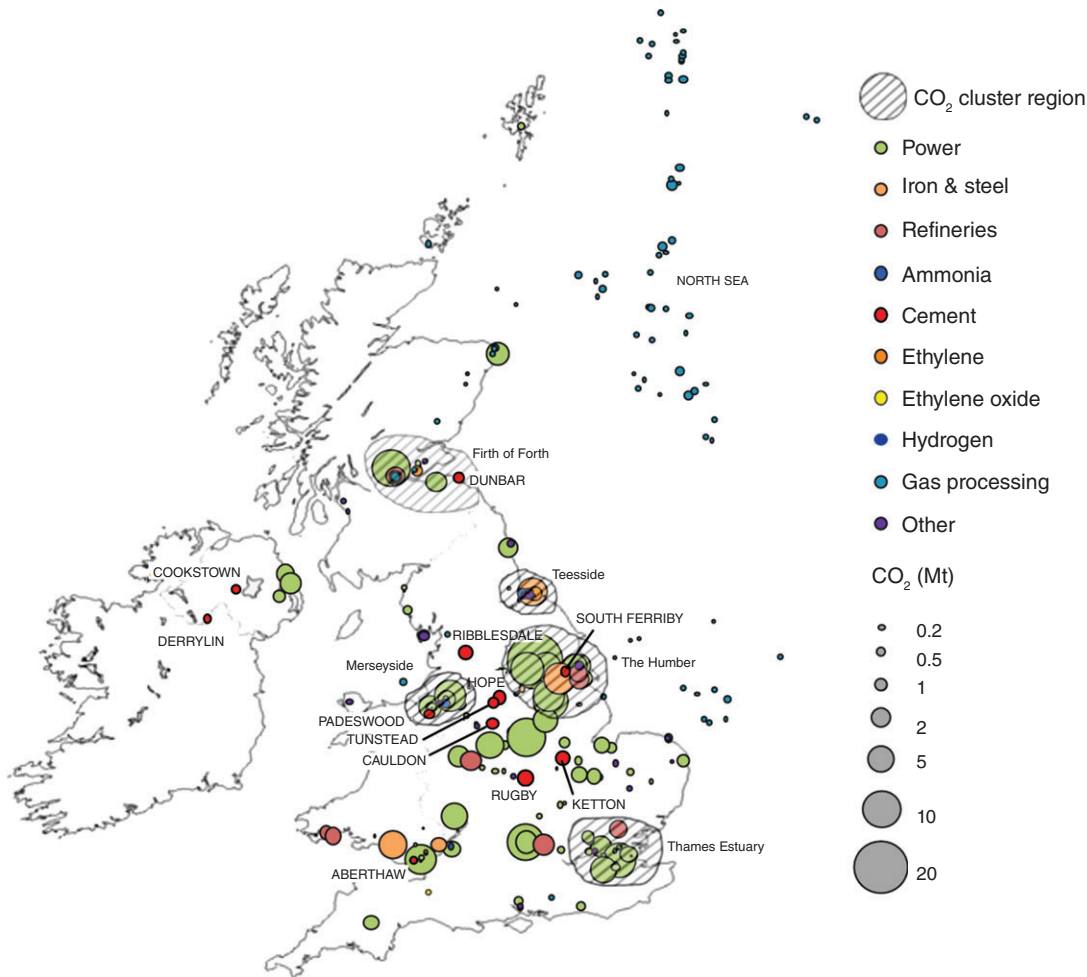 NORTH SEA
Firth of Forth
DUNBAR
COOKSTOWN
DERRYLIN
Teesside
SOUTH FERRIBY
RIBBLESDALE
The Humber
Merseyside
HOPE
PADESWOOD
TUNSTEAD
CAULDON
RUGBY
KETTON
Thames Estuary
ABERTHAW
CO₂ cluster region
Power
Iron & steel
Refineries
Ammonia
Cement
Ethylene
Ethylene oxide
Hydrogen
Gas processing
Other
CO₂ (Mt)
0.2
0.5
1
2
5
10
20